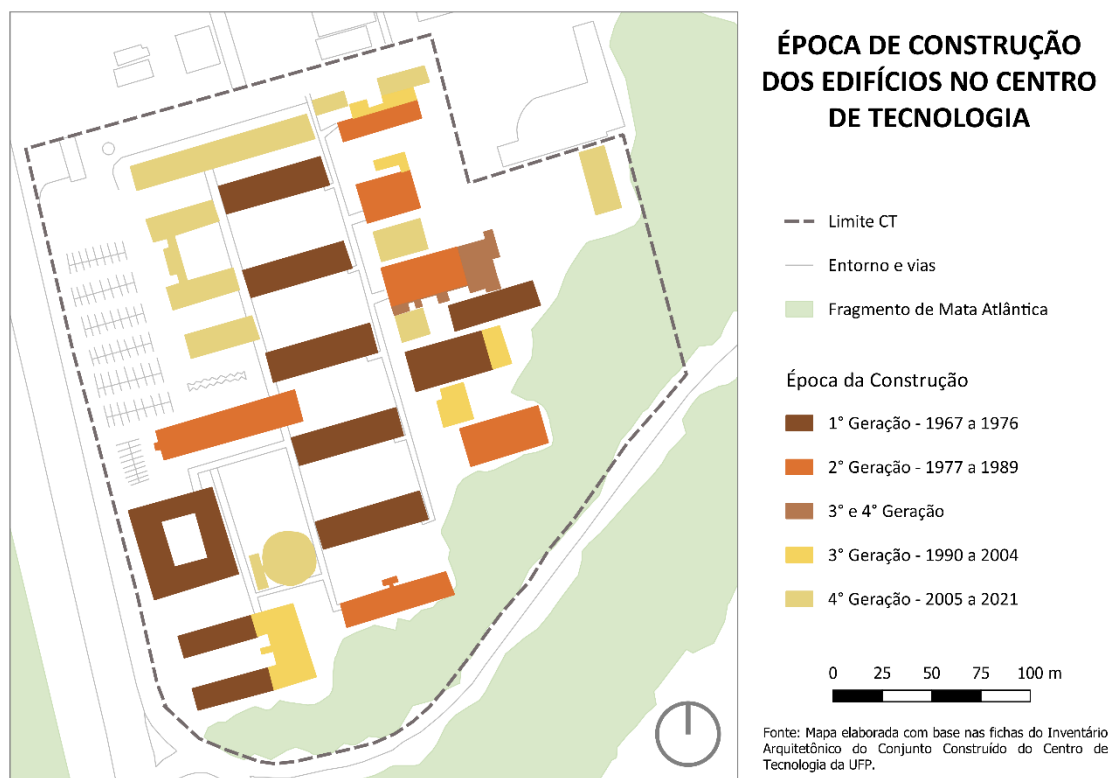 ÉPOCA DE CONSTRUÇÃO
DOS EDIFÍCIOS NO CENTRO
DE TECNOLOGIA
Limite CT
Entorno e vias
Fragmento de Mata Atlântica
Época da Construção
1° Geração - 1967 a 1976
2° Geração - 1977 a 1989
3° e 4° Geração
3° Geração - 1990 a 2004
4° Geração - 2005 a 2021
0 25 50 75 100 m
Fonte: Mapa elaborada com base nas fichas do Inventário
Arquitetônico do Conjunto Construído do Centro de
Tecnologia da UFP.